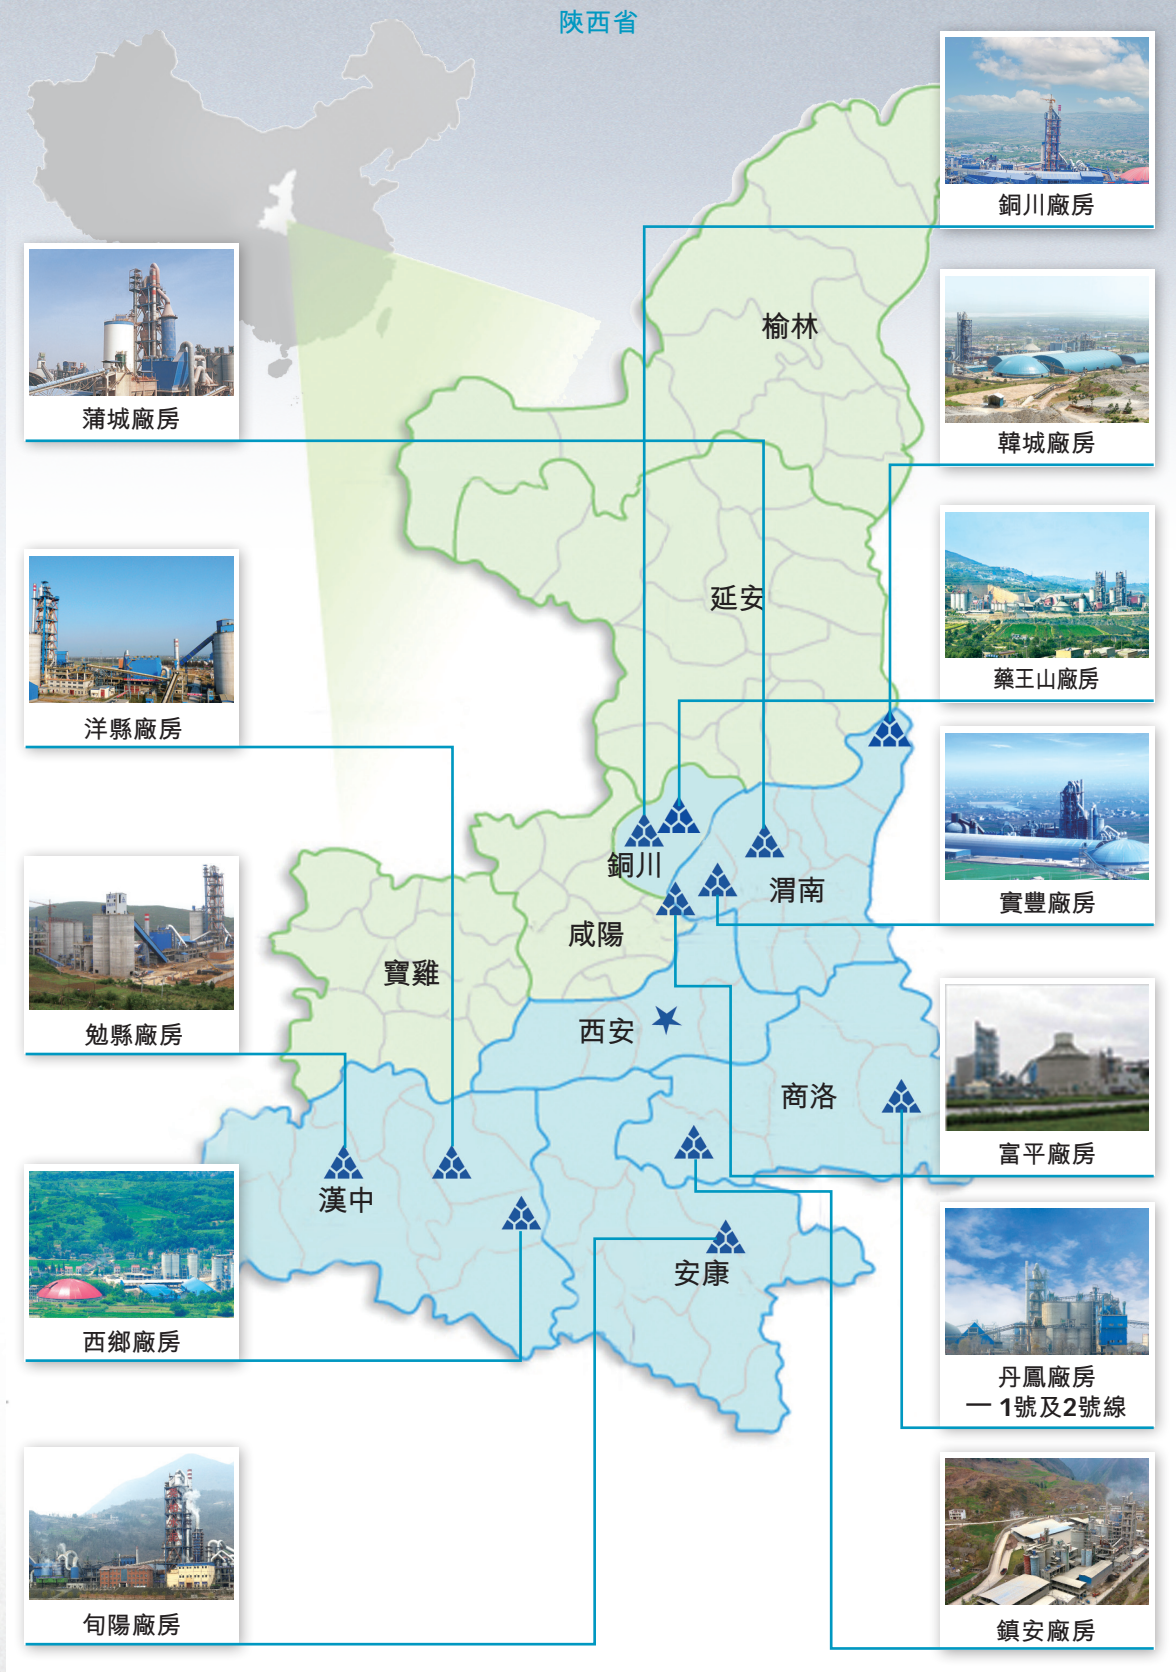 陝西省
銅川廠房
韓城廠房
藥王山廠房
實豐廠房
富平廠房
丹鳳廠房
一 1號及2號線
鎮安廠房
蒲城廠房
洋縣廠房
勉縣廠房
西鄉廠房
旬陽廠房
榆林
延安
銅川
渭南
咸陽
寶雞
西安
商洛
漢中
安康